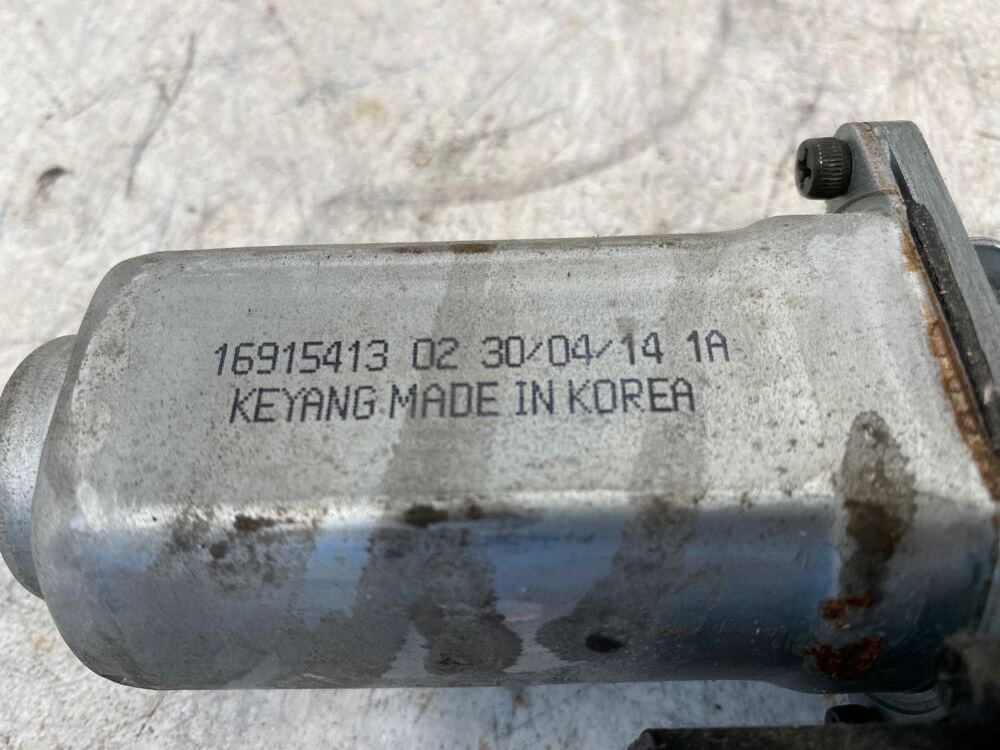 16915413 02 30/04/14 1A
KEYANG MADE IN KOREA